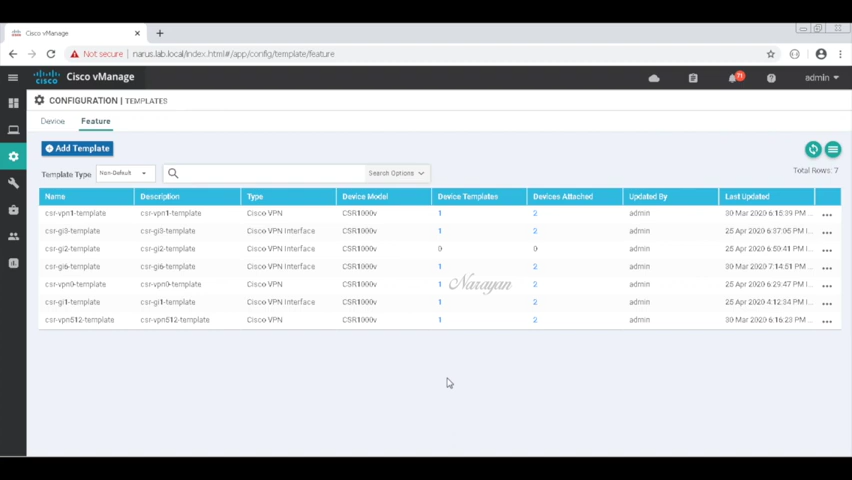 Cisco vManage
Not secure narus.lab.local/index.html#/app/config/template/feature
CISCO Cisco vManage 71 admin
CONFIGURATION | TEMPLATES
Device Feature
Add Template
Template Type Non-Default Search Options
Total Rows: 7
Name Description Type Device Model Device Templates Devices Attached Updated By Last Updated
csr-vpn1-template csr-vpn1-template Cisco VPN CSR1000v 1 2 admin 30 Mar 2020 6:15:39 PM ...
csr-gi3-template csr-gi3-template Cisco VPN Interface CSR1000v 1 2 admin 25 Apr 2020 6:37:05 PM I...
csr-gi2-template csr-gi2-template Cisco VPN Interface CSR1000v 0 0 admin 25 Apr 2020 6:50:41 PM I...
csr-gi6-template csr-gi6-template Cisco VPN Interface CSR1000v 1 2 admin 30 Mar 2020 7:14:51 PM I...
csr-vpn0-template csr-vpn0-template Cisco VPN CSR1000v 1 2 admin 25 Apr 2020 6:29:47 PM I...
Narayan
csr-gi1-template csr-gi1-template Cisco VPN Interface CSR1000v 1 2 admin 25 Apr 2020 4:12:34 PM I...
csr-vpn512-template csr-vpn512-template Cisco VPN CSR1000v 1 2 admin 30 Mar 2020 6:16:23 PM ...